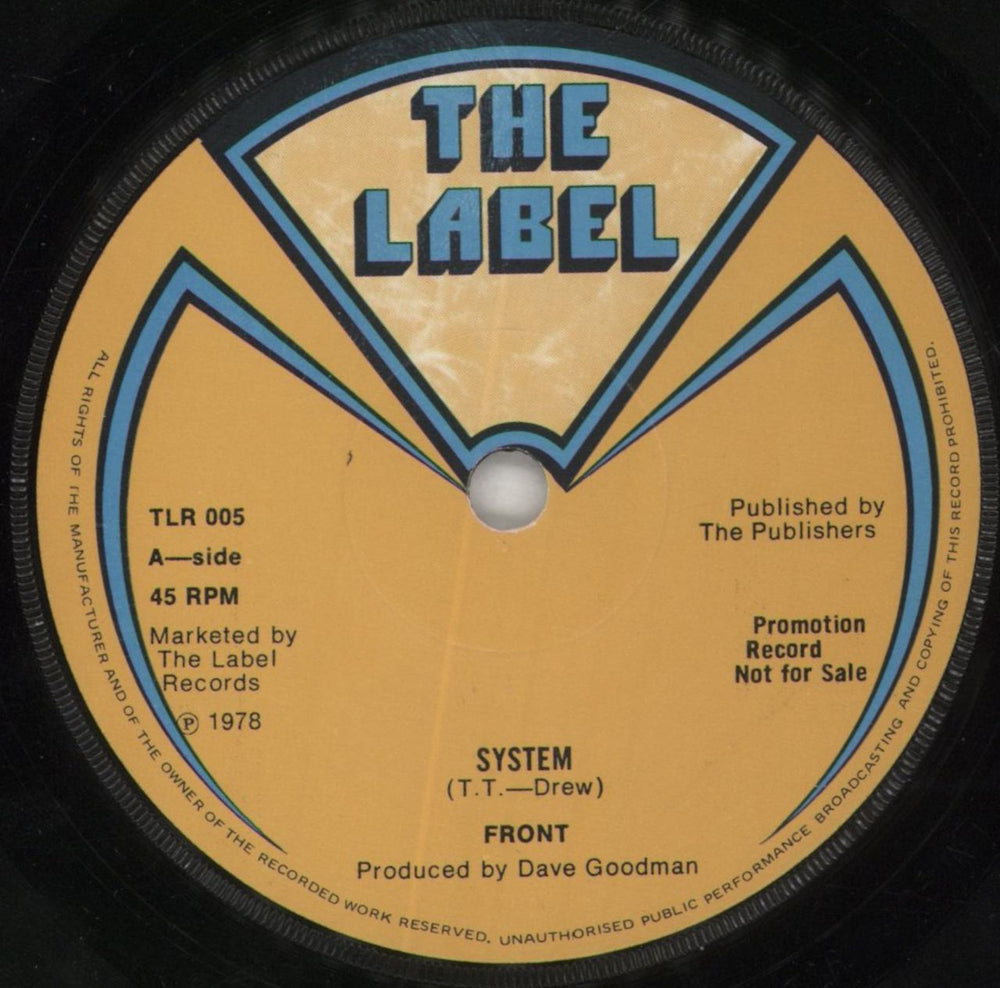 THE
LABEL
TLR 005
A—side
45 RPM
Marketed by
The Label
Records
℗ 1978
Published by
The Publishers
Promotion
Record
Not for Sale
SYSTEM
(T.T.—Drew)
FRONT
Produced by Dave Goodman
ALL RIGHTS OF THE MANUFACTURER AND OF THE OWNER OF THE RECORDED WORK RESERVED. UNAUTHORISED PUBLIC PERFORMANCE BROADCASTING AND COPYING OF THIS RECORD PROHIBITED.